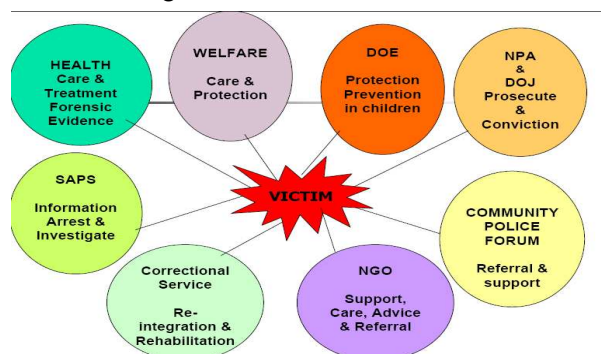 HEALTH
Care &
Treatment
Forensic
Evidence
WELFARE
Care &
Protection
DOE
Protection
Prevention
in children
NPA
&
DOJ
Prosecute
&
Conviction
SAPS
Information
Arrest &
Investigate
VICTIM
COMMUNITY
POLICE
FORUM
Referral &
support
Correctional
Service
Re-
integration &
Rehabilitation
NGO
Support,
Care, Advice
& Referral